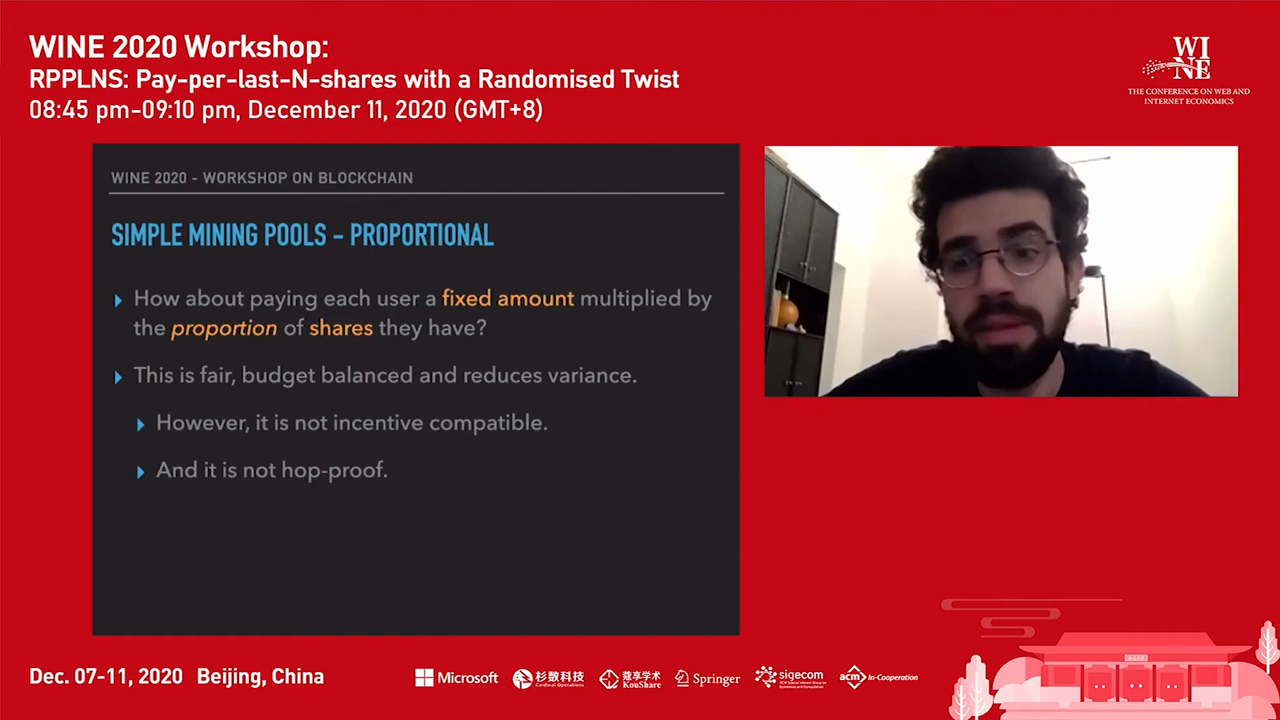 WINE 2020 Workshop:
RPPLNS: Pay-per-last-N-shares with a Randomised Twist
08:45 pm-09:10 pm, December 11, 2020 (GMT+8)
WI
NE
THE CONFERENCE ON WEB AND
INTERNET ECONOMICS
WINE 2020 - WORKSHOP ON BLOCKCHAIN
SIMPLE MINING POOLS - PROPORTIONAL
How about paying each user a fixed amount multiplied by
the proportion of shares they have?
This is fair, budget balanced and reduces variance.
However, it is not incentive compatible.
And it is not hop-proof.
Dec. 07-11, 2020 Beijing, China
Microsoft
杉数科技
Cardinal Operations
蔻享学术
KouShare
Springer
sigecom
acm In-Cooperation